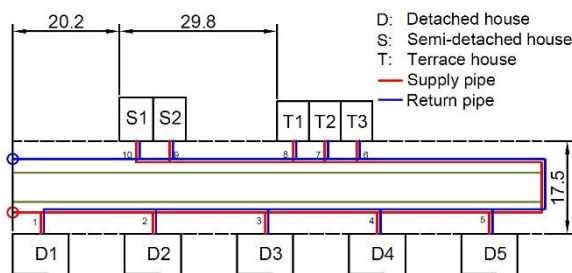 20.2
29.8
D: Detached house
S: Semi-detached house
T: Terrace house
Supply pipe
Return pipe
S1 S2
T1 T2 T3
10 9 8 7 6
17.5
1 2 3 4 5
D1 D2 D3 D4 D5